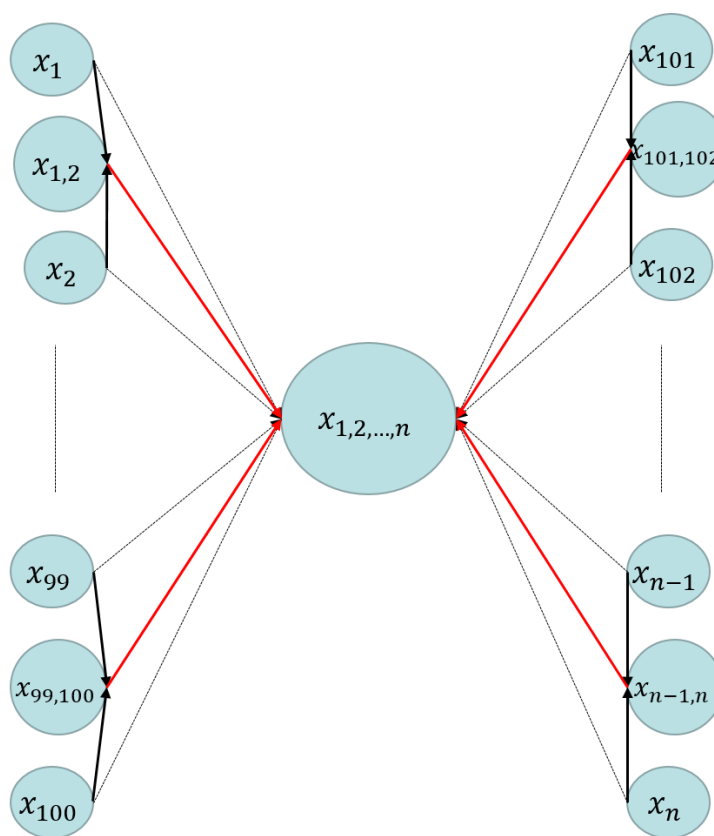 x₁
x₁,₂
x₂
x₉₉
x₉₉,₁₀₀
x₁₀₀
x₁,₂,…,ₙ
x₁₀₁
x₁₀₁,₁₀₂
x₁₀₂
xₙ₋₁
xₙ₋₁,ₙ
xₙ